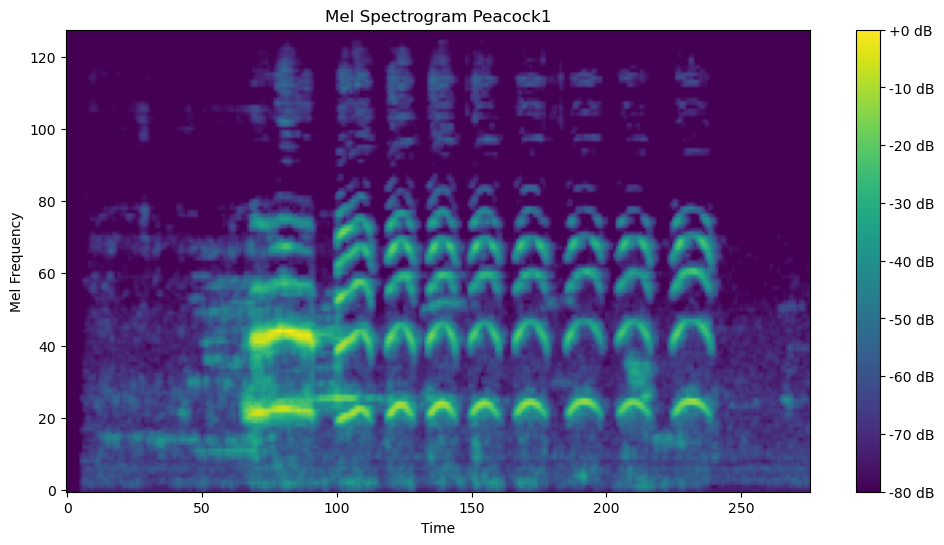 Mel Spectrogram Peacock1
Mel Frequency
120
100
80
60
40
20
0
0 50 100 150 200 250
Time
+0 dB
-10 dB
-20 dB
-30 dB
-40 dB
-50 dB
-60 dB
-70 dB
-80 dB